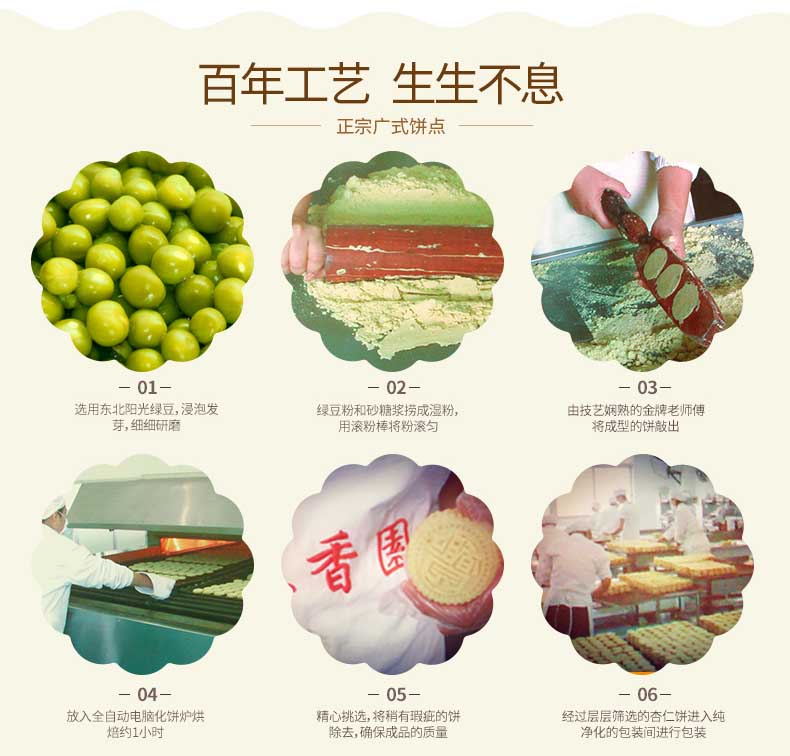 百年工艺 生生不息
正宗广式饼点
01
选用东北阳光绿豆,浸泡发
芽,细细研磨
02
绿豆粉和砂糖浆捞成湿粉,
用滚粉棒将粉滚匀
03
由技艺娴熟的金牌老师傅
将成型的饼敲出
04
放入全自动电脑化饼炉烘
焙约1小时
香園
05
精心挑选,将稍有瑕疵的饼
除去,确保成品的质量
06
经过层层筛选的杏仁饼进入纯
净化的包装间进行包装